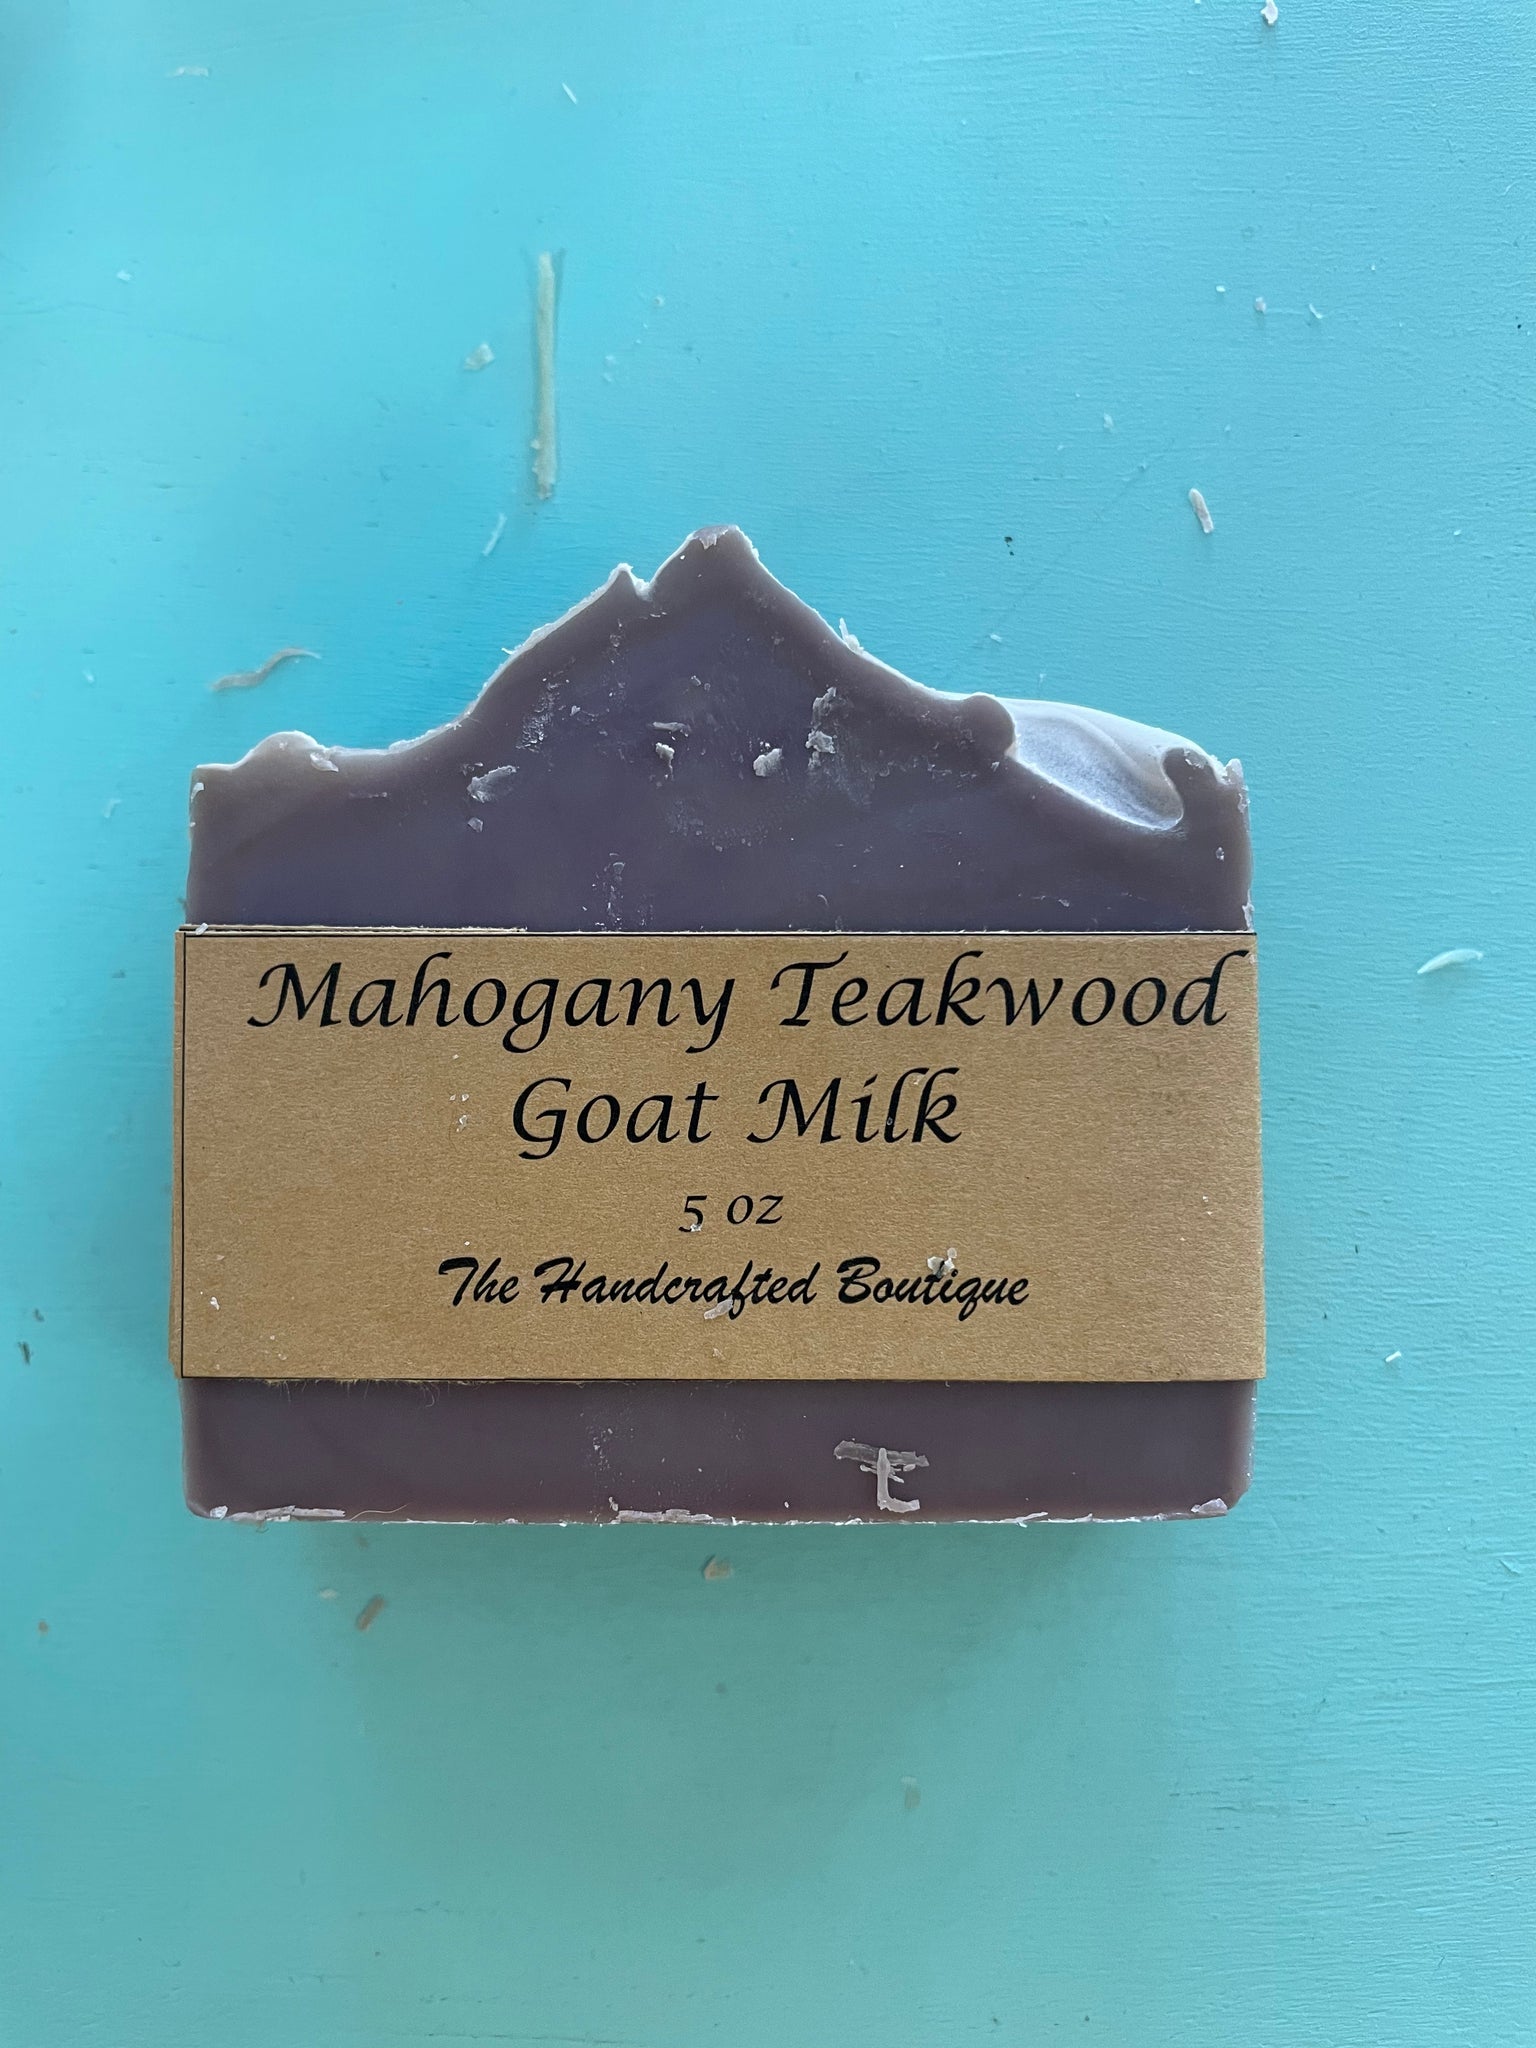 Mahogany Teakwood
Goat Milk
5 oz
The Handcrafted Boutique